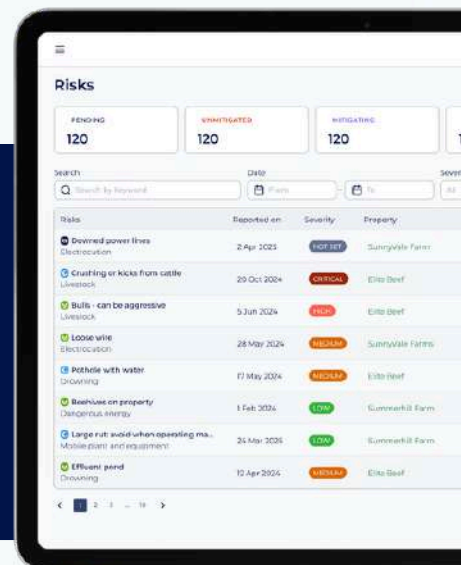 Risks
PENDING
UNMITIGATED
MITIGATING
120
120
120
Search
Date
Search by keyword
From
To
All
Risks
Reported on
Severity
Property
Downed power lines
Electrocution
2 Apr 2025
NOT SET
SunnyVale Farm
Crushing or kicks from cattle
Livestock
20 Oct 2024
CRITICAL
Elite Beef
Bulls - can be aggressive
Livestock
5 Jun 2024
HIGH
Elite Beef
Loose wire
Electrocution
28 May 2024
MEDIUM
SunnyVale Farms
Pothole with water
Drowning
17 May 2024
MEDIUM
Elite Beef
Beehives on property
Dangerous energy
1 Feb 2024
LOW
Summerhill Farm
Large rut: avoid when operating ma...
Mobile plant and equipment
LOW
Summerhill Farm
Effluent pond
Drowning
12 Apr 2024
MEDIUM
Elite Beef
1 2 3 ...